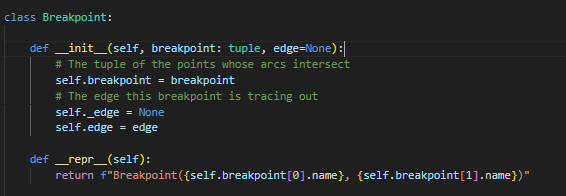 class Breakpoint:
def __init__(self, breakpoint: tuple, edge=None):
# The tuple of the points whose arcs intersect
self.breakpoint = breakpoint
# The edge this breakpoint is tracing out
self._edge = None
self.edge = edge
def __repr__(self):
return f"Breakpoint({self.breakpoint[0].name}, {self.breakpoint[1].name})"